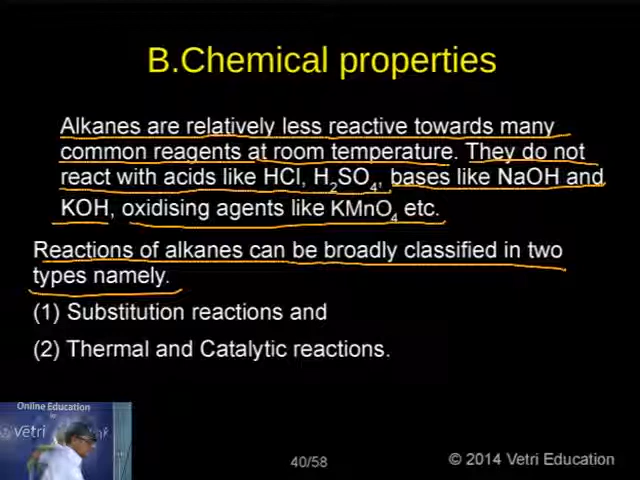 B.Chemical properties
Alkanes are relatively less reactive towards many
common reagents at room temperature. They do not
react with acids like HCl, H₂SO₄, bases like NaOH and
KOH, oxidising agents like KMnO₄ etc.
Reactions of alkanes can be broadly classified in two
types namely.
(1) Substitution reactions and
(2) Thermal and Catalytic reactions.
Online Education
Vetri
40/58
© 2014 Vetri Education